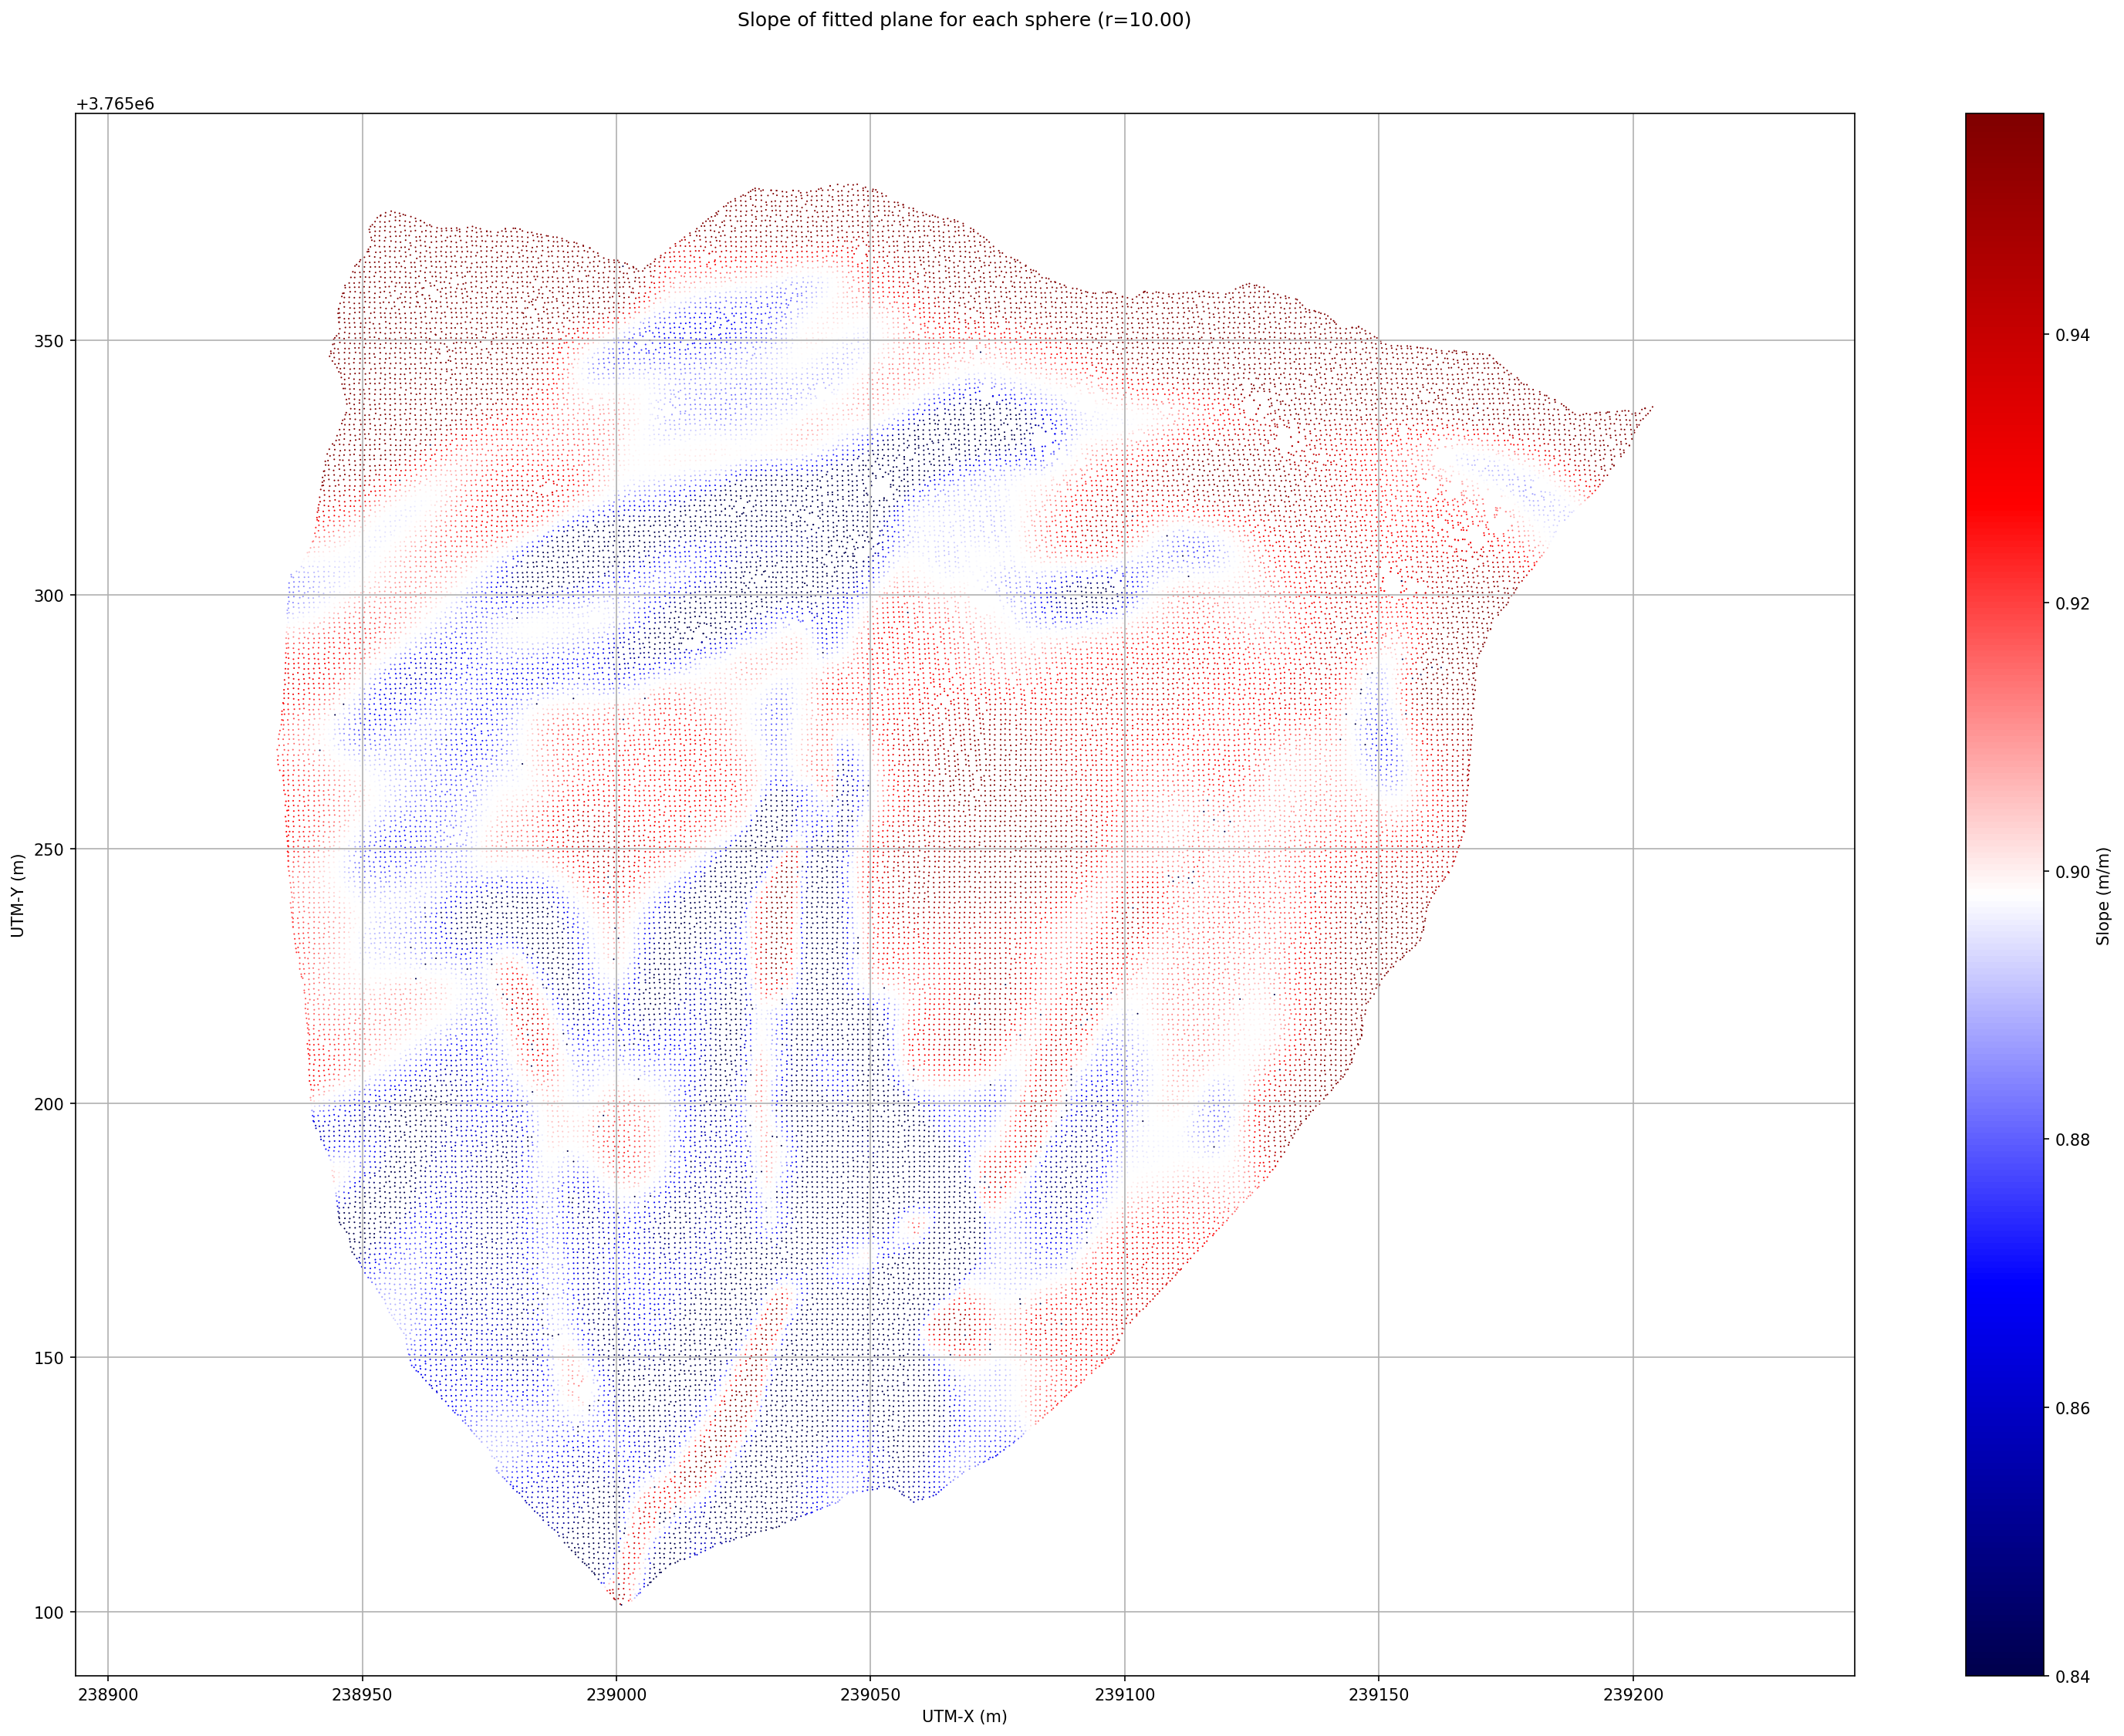 Slope of fitted plane for each sphere (r=10.00)
+3.765e6
350
300
250
200
150
100
UTM-Y (m)
238900 238950 239000 239050 239100 239150 239200
UTM-X (m)
0.94
0.92
0.90
0.88
0.86
0.84
Slope (m/m)